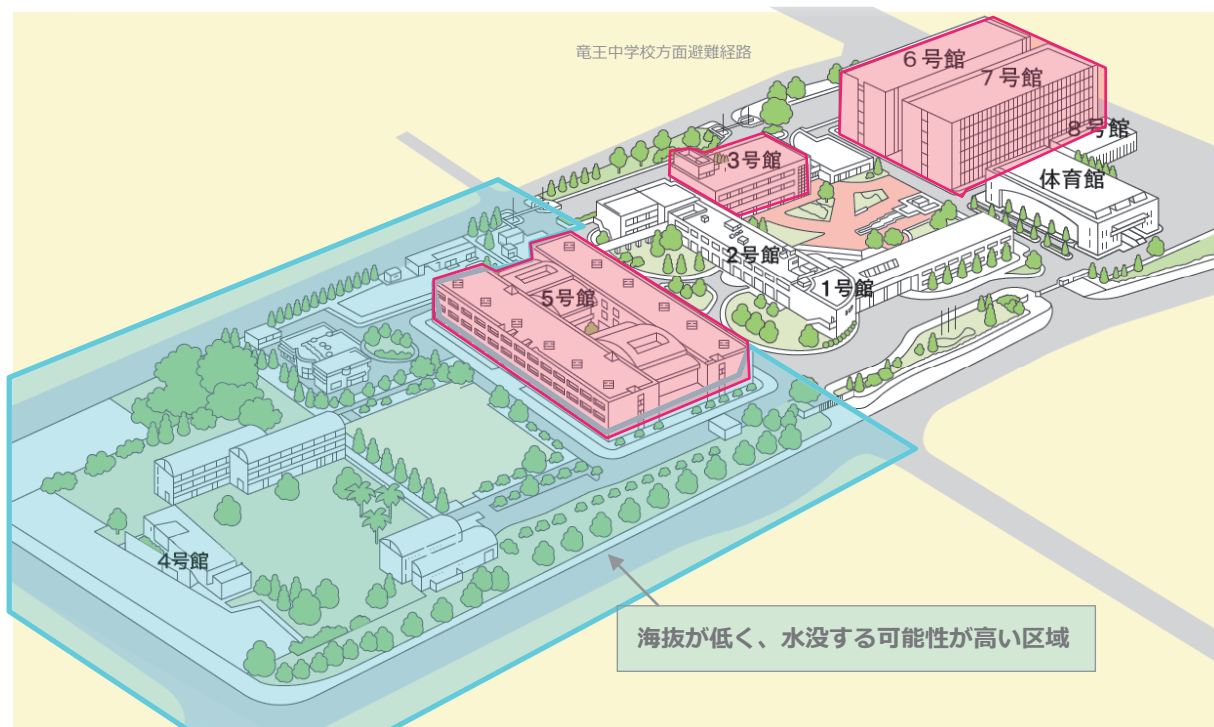 竜王中学校方面避難経路
6号館
7号館
8号館
3号館
体育館
2号館
1号館
5号館
4号館
海抜が低く、水没する可能性が高い区域